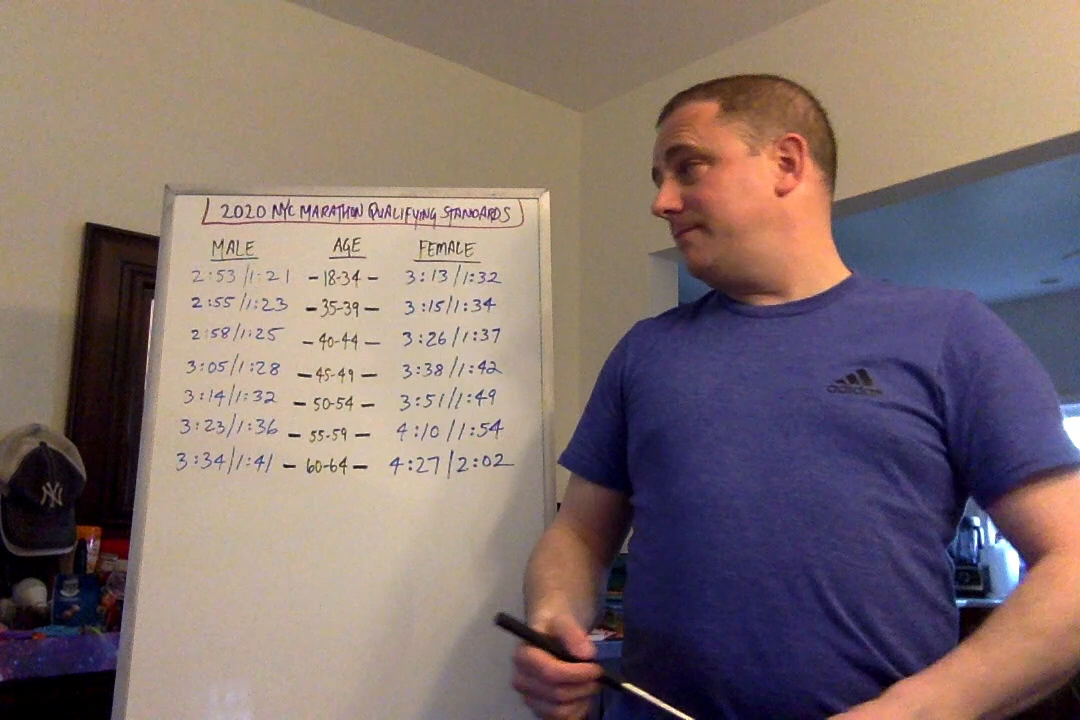 2020 NYC MARATHON QUALIFYING STANDARDS
MALE AGE FEMALE
2:53/1:21 - 18-34 - 3:13/1:32
2:55/1:23 - 35-39 - 3:15/1:34
2:58/1:25 - 40-44 - 3:26/1:37
3:05/1:28 - 45-49 - 3:38/1:42
3:14/1:32 - 50-54 - 3:51/1:49
3:23/1:36 - 55-59 - 4:10/1:54
3:34/1:41 - 60-64 - 4:27/2:02
NY
adidas